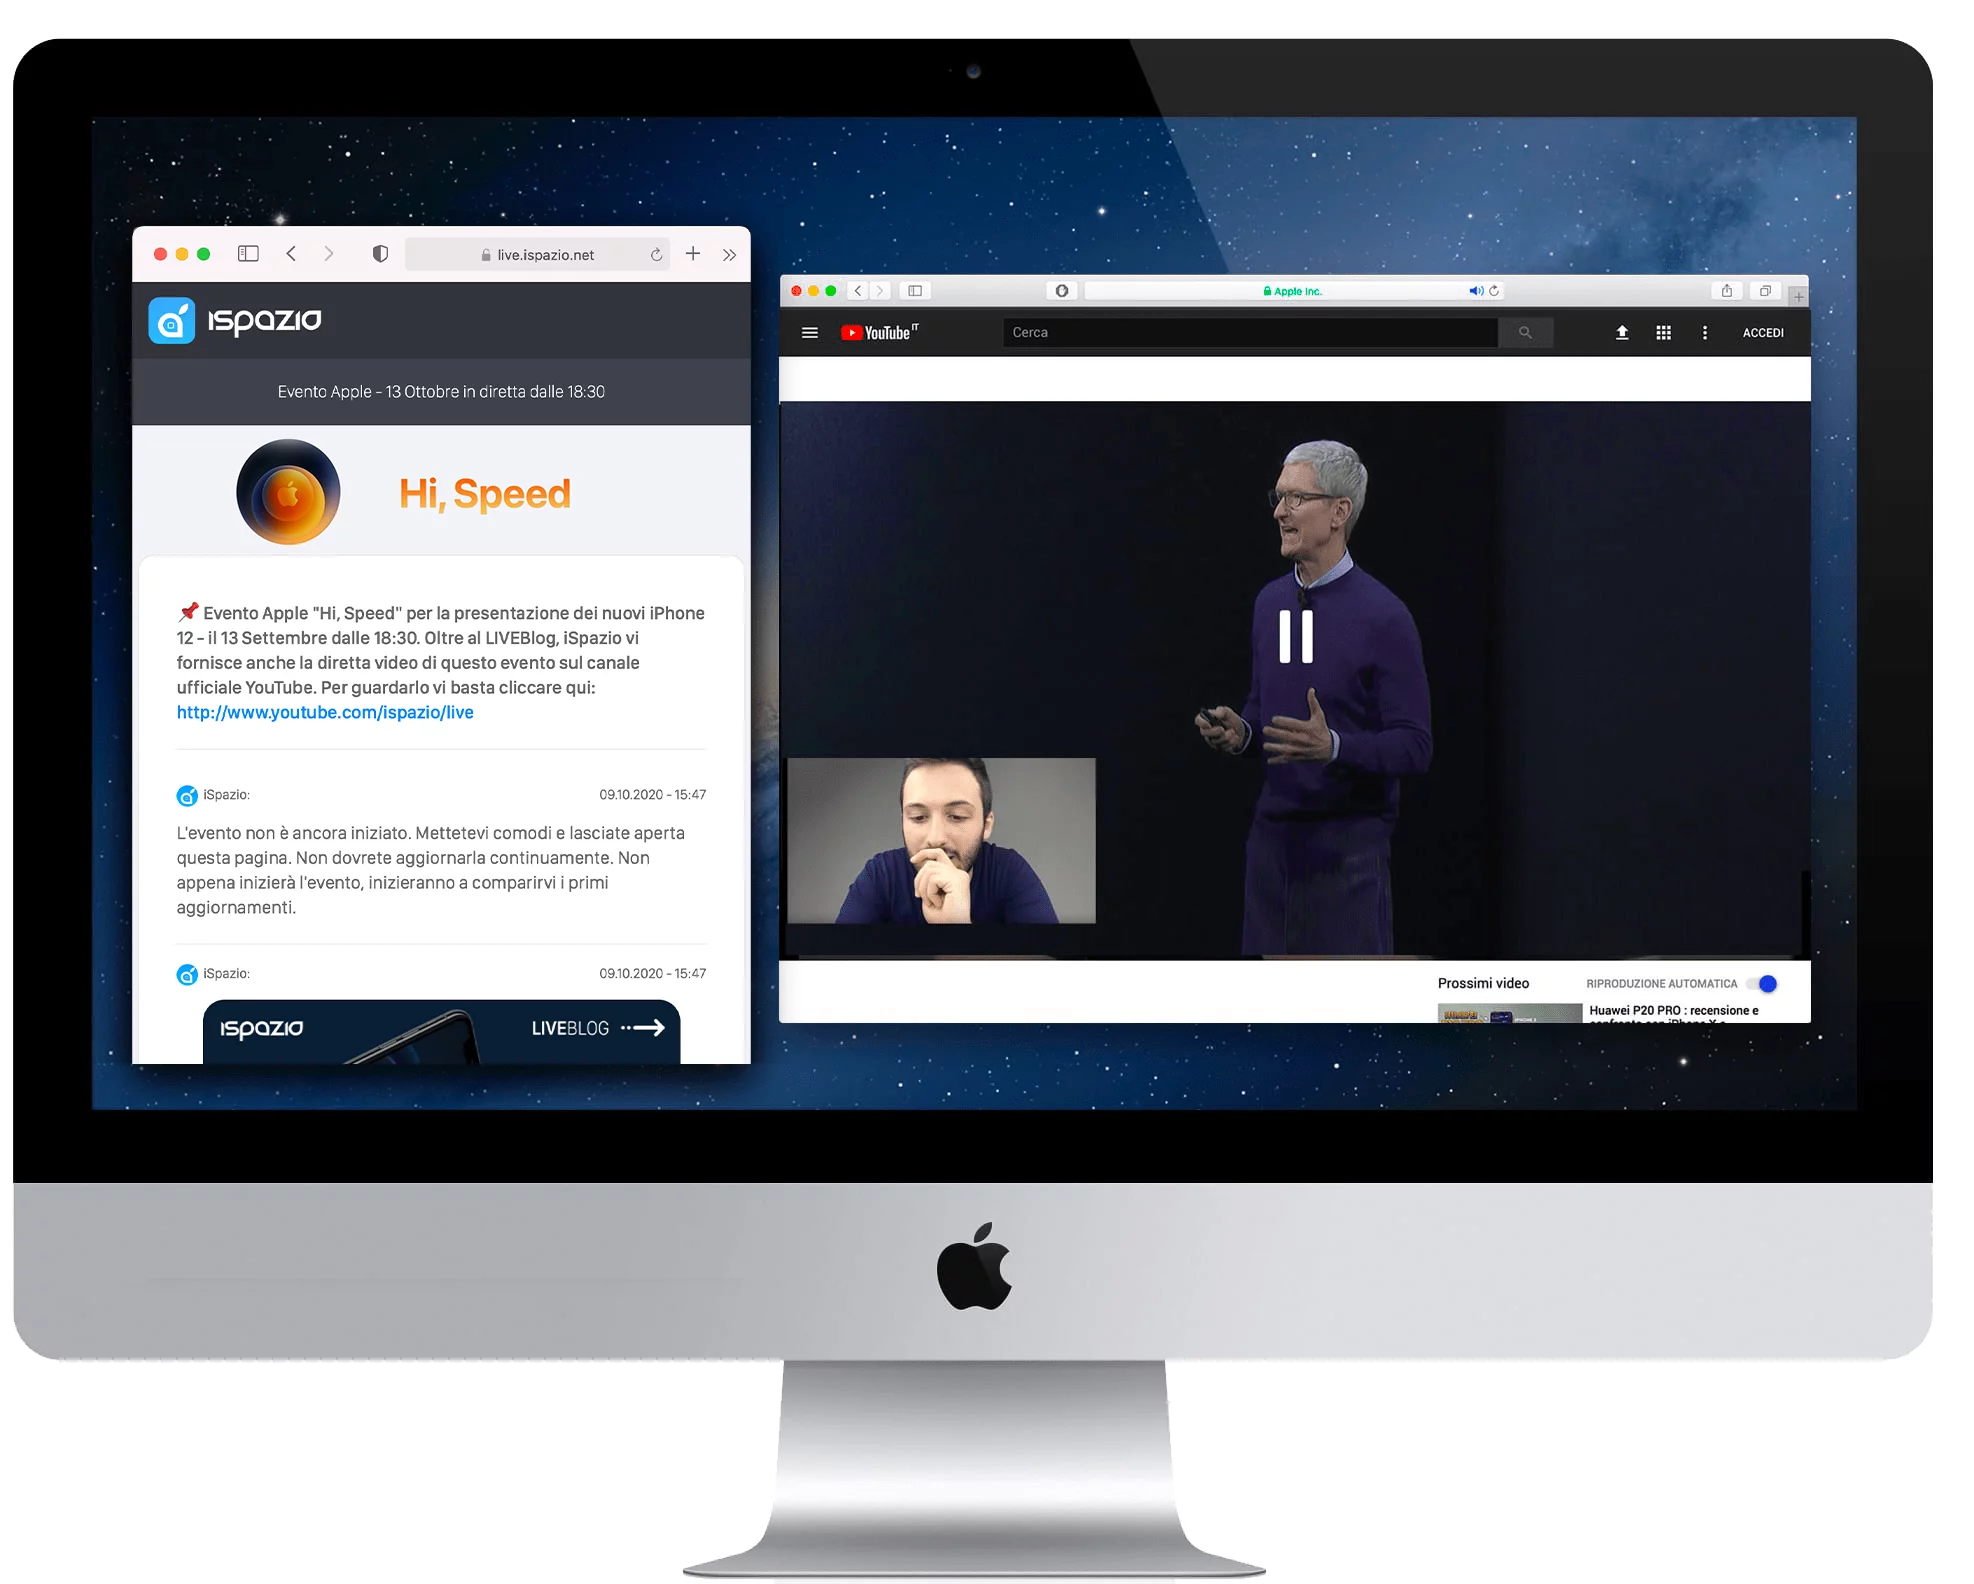 live.ispazio.net
ıspazıo
Evento Apple - 13 Ottobre in diretta dalle 18:30
Hi, Speed
Evento Apple "Hi, Speed" per la presentazione dei nuovi iPhone
12 - il 13 Settembre dalle 18:30. Oltre al LIVEBlog, iSpazio vi
fornisce anche la diretta video di questo evento sul canale
ufficiale YouTube. Per guardarlo vi basta cliccare qui:
http://www.youtube.com/ispazio/live
iSpazio: 09.10.2020 - 15:47
L'evento non è ancora iniziato. Mettetevi comodi e lasciate aperta
questa pagina. Non dovrete aggiornarla continuamente. Non
appena inizierà l'evento, inizieranno a comparirvi i primi
aggiornamenti.
iSpazio: 09.10.2020 - 15:47
ıspazıo LIVEBLOG
Apple Inc.
YouTube IT Cerca ACCEDI
Prossimi video RIPRODUZIONE AUTOMATICA
Huawei P20 PRO : recensione e
confronto con iPhone X e